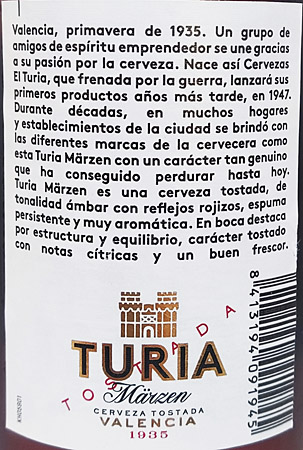 Valencia, primavera de 1935. Un grupo de
amigos de espíritu emprendedor se une gracias
a su pasión por la cerveza. Nace así Cervezas
El Turia, que frenada por la guerra, lanzará sus
primeros productos años más tarde, en 1947.
Durante décadas, en muchos hogares
y establecimientos de la ciudad se brindó con
las diferentes marcas de la cervecera como
esta Turia Märzen con un carácter tan genuino
que ha conseguido perdurar hasta hoy.
Turia Märzen es una cerveza tostada, de
tonalidad ámbar con reflejos rojizos, espuma
persistente y muy aromática. En boca destaca
por estructura y equilibrio, carácter tostado
con notas cítricas y un buen frescor.
TURIA
TOSTADA
Märzen
CERVEZA TOSTADA
VALENCIA
1935
8413194091945